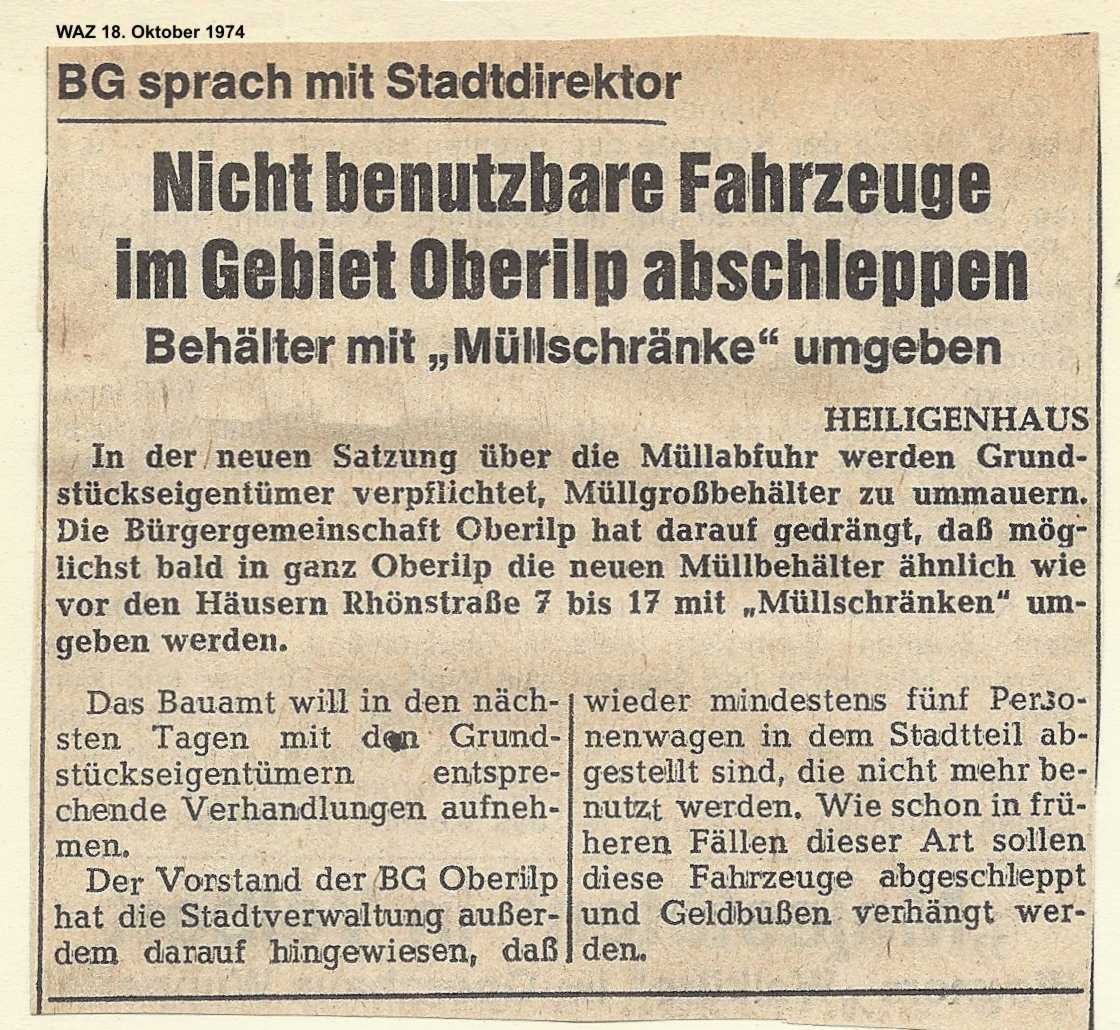 WAZ 18. Oktober 1974
BG sprach mit Stadtdirektor
Nicht benutzbare Fahrzeuge
im Gebiet Oberilp abschleppen
Behälter mit „Müllschränke“ umgeben
HEILIGENHAUS
In der neuen Satzung über die Müllabfuhr werden Grund-
stückseigentümer verpflichtet, Müllgroßbehälter zu ummauern.
Die Bürgergemeinschaft Oberilp hat darauf gedrängt, daß mög-
lichst bald in ganz Oberilp die neuen Müllbehälter ähnlich wie
vor den Häusern Rhönstraße 7 bis 17 mit „Müllschränken“ um-
geben werden.
Das Bauamt will in den näch-
sten Tagen mit den Grund-
stückseigentümern entspre-
chende Verhandlungen aufneh-
men.
Der Vorstand der BG Oberilp
hat die Stadtverwaltung außer-
dem darauf hingewiesen, daß
wieder mindestens fünf Perso-
nenwagen in dem Stadtteil ab-
gestellt sind, die nicht mehr be-
nutzt werden. Wie schon in frü-
heren Fällen dieser Art sollen
diese Fahrzeuge abgeschleppt
und Geldbußen verhängt wer-
den.